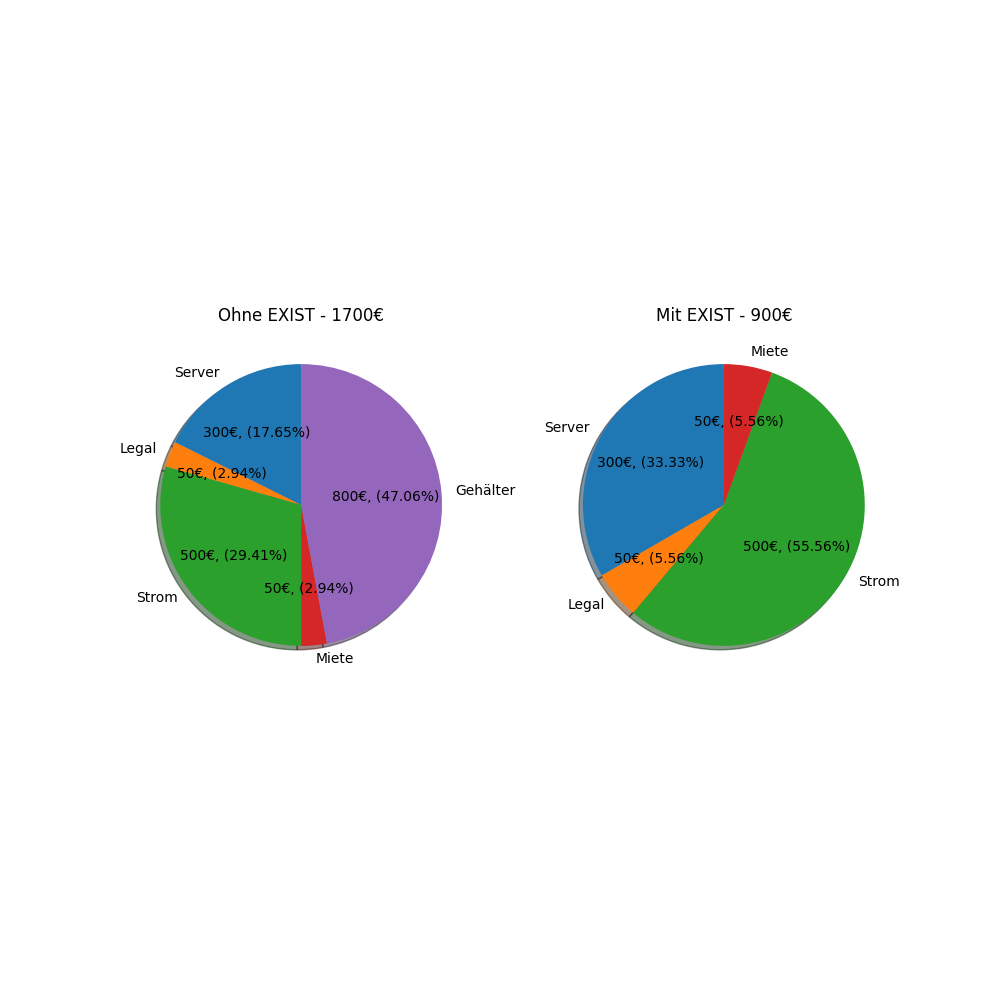 Ohne EXIST - 1700€
Server
300€, (17.65%)
Legal
50€, (2.94%)
800€, (47.06%)
Gehälter
500€, (29.41%)
50€, (2.94%)
Strom
Miete
Mit EXIST - 900€
Miete
50€, (5.56%)
Server
300€, (33.33%)
500€, (55.56%)
50€, (5.56%)
Strom
Legal